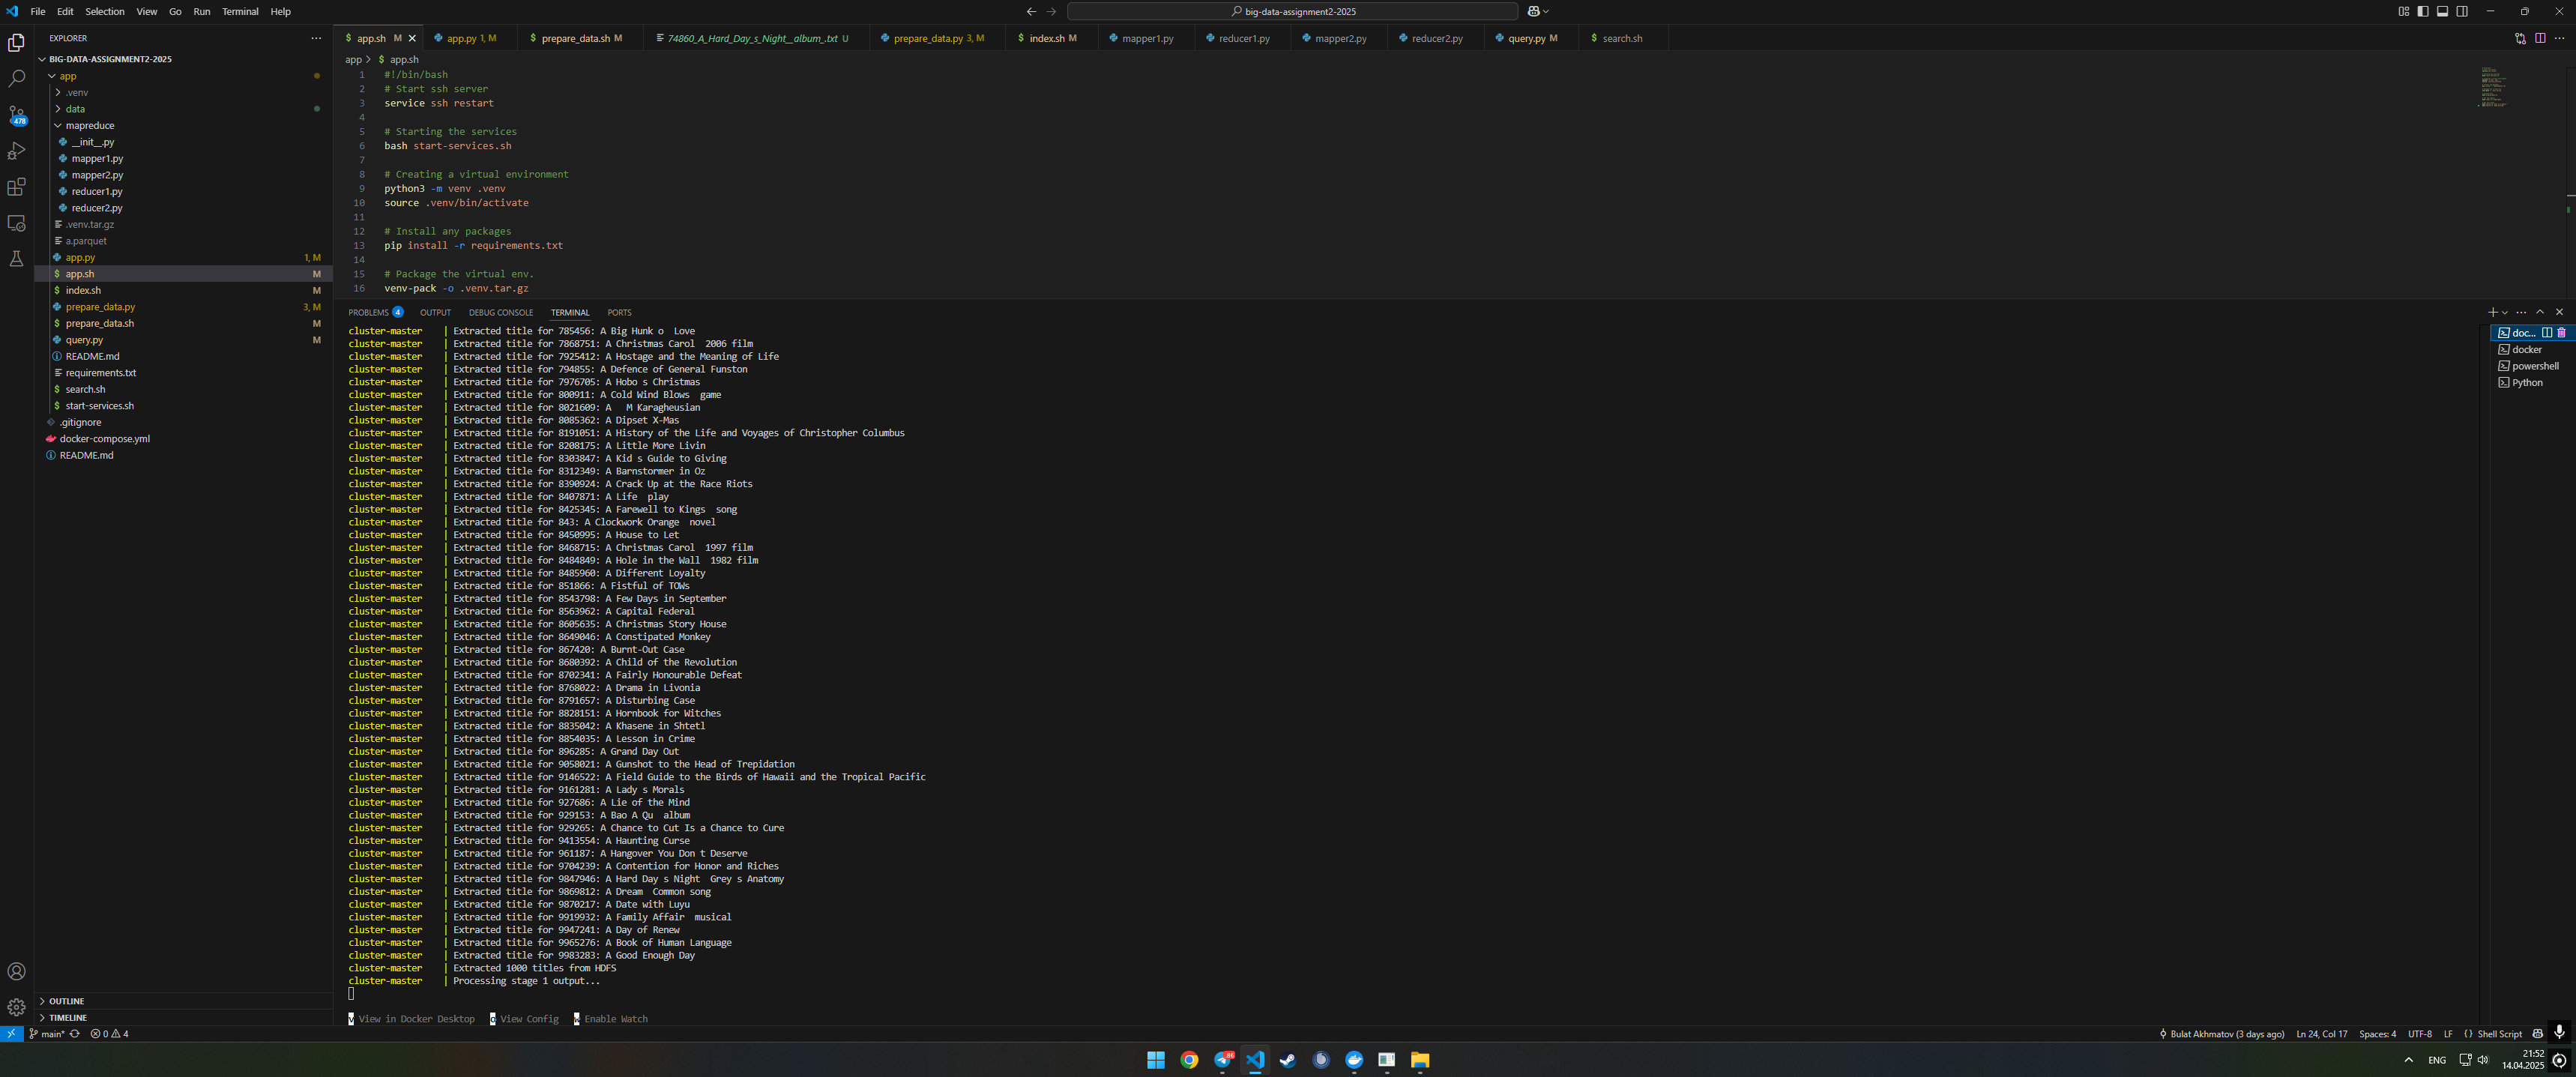 File Edit Selection View Go Run Terminal Help
big-data-assignment2-2025
EXPLORER
BIG-DATA-ASSIGNMENT2-2025
app
.venv
data
mapreduce
__init__.py
mapper1.py
mapper2.py
reducer1.py
reducer2.py
.venv.tar.gz
a.parquet
app.py 1, M
app.sh M
index.sh M
prepare_data.py 3, M
prepare_data.sh M
query.py M
README.md
requirements.txt
search.sh
start-services.sh
.gitignore
docker-compose.yml
README.md
OUTLINE
TIMELINE
478
app.sh M app.py 1, M prepare_data.sh M 74860_A_Hard_Day_s_Night__album_.txt U prepare_data.py 3, M index.sh M mapper1.py reducer1.py mapper2.py reducer2.py query.py M search.sh
app > $ app.sh
1 #!/bin/bash
2 # Start ssh server
3 service ssh restart
4
5 # Starting the services
6 bash start-services.sh
7
8 # Creating a virtual environment
9 python3 -m venv .venv
10 source .venv/bin/activate
11
12 # Install any packages
13 pip install -r requirements.txt
14
15 # Package the virtual env.
16 venv-pack -o .venv.tar.gz
PROBLEMS 4 OUTPUT DEBUG CONSOLE TERMINAL PORTS
cluster-master | Extracted title for 785456: A Big Hunk o  Love
cluster-master | Extracted title for 7868751: A Christmas Carol  2006 film
cluster-master | Extracted title for 7925412: A Hostage and the Meaning of Life
cluster-master | Extracted title for 794855: A Defence of General Funston
cluster-master | Extracted title for 7976705: A Hobo s Christmas
cluster-master | Extracted title for 800911: A Cold Wind Blows  game
cluster-master | Extracted title for 8021609: A   M Karagheusian
cluster-master | Extracted title for 8085362: A Dipset X-Mas
cluster-master | Extracted title for 8191051: A History of the Life and Voyages of Christopher Columbus
cluster-master | Extracted title for 8208175: A Little More Livin
cluster-master | Extracted title for 8303847: A Kid s Guide to Giving
cluster-master | Extracted title for 8312349: A Barnstormer in Oz
cluster-master | Extracted title for 8390924: A Crack Up at the Race Riots
cluster-master | Extracted title for 8407871: A Life  play
cluster-master | Extracted title for 8425345: A Farewell to Kings  song
cluster-master | Extracted title for 843: A Clockwork Orange  novel
cluster-master | Extracted title for 8450995: A House to Let
cluster-master | Extracted title for 8468715: A Christmas Carol  1997 film
cluster-master | Extracted title for 8484849: A Hole in the Wall  1982 film
cluster-master | Extracted title for 8485960: A Different Loyalty
cluster-master | Extracted title for 851866: A Fistful of TOWs
cluster-master | Extracted title for 8543798: A Few Days in September
cluster-master | Extracted title for 8563962: A Capital Federal
cluster-master | Extracted title for 8605635: A Christmas Story House
cluster-master | Extracted title for 8649046: A Constipated Monkey
cluster-master | Extracted title for 867420: A Burnt-Out Case
cluster-master | Extracted title for 8680392: A Child of the Revolution
cluster-master | Extracted title for 8702341: A Fairly Honourable Defeat
cluster-master | Extracted title for 8768022: A Drama in Livonia
cluster-master | Extracted title for 8791657: A Disturbing Case
cluster-master | Extracted title for 8828151: A Hornbook for Witches
cluster-master | Extracted title for 8835042: A Khasene in Shtetl
cluster-master | Extracted title for 8854035: A Lesson in Crime
cluster-master | Extracted title for 896285: A Grand Day Out
cluster-master | Extracted title for 9058021: A Gunshot to the Head of Trepidation
cluster-master | Extracted title for 9146522: A Field Guide to the Birds of Hawaii and the Tropical Pacific
cluster-master | Extracted title for 9161281: A Lady s Morals
cluster-master | Extracted title for 927686: A Lie of the Mind
cluster-master | Extracted title for 929153: A Bao A Qu  album
cluster-master | Extracted title for 929265: A Chance to Cut Is a Chance to Cure
cluster-master | Extracted title for 9413554: A Haunting Curse
cluster-master | Extracted title for 961187: A Hangover You Don t Deserve
cluster-master | Extracted title for 9704239: A Contention for Honor and Riches
cluster-master | Extracted title for 9847946: A Hard Day s Night  Grey s Anatomy
cluster-master | Extracted title for 9869812: A Dream  Common song
cluster-master | Extracted title for 9870217: A Date with Luyu
cluster-master | Extracted title for 9919932: A Family Affair  musical
cluster-master | Extracted title for 9947241: A Day of Renew
cluster-master | Extracted title for 9965276: A Book of Human Language
cluster-master | Extracted title for 9983283: A Good Enough Day
cluster-master | Extracted 1000 titles from HDFS
cluster-master | Processing stage 1 output...
v View in Docker Desktop o View Config w Enable Watch
doc...
docker
powershell
Python
main* 0 4
Bulat Akhmatov (3 days ago) Ln 24, Col 17 Spaces: 4 UTF-8 LF {} Shell Script
86
ENG
21:52
14.04.2025